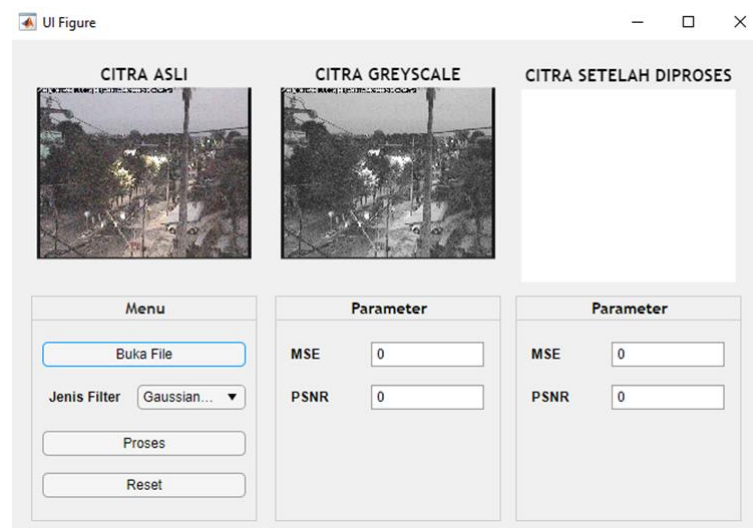 UI Figure
CITRA ASLI
CITRA GREYSCALE
CITRA SETELAH DIPROSES
Menu
Buka File
Jenis Filter
Gaussian...
Proses
Reset
Parameter
MSE
0
PSNR
0
Parameter
MSE
0
PSNR
0